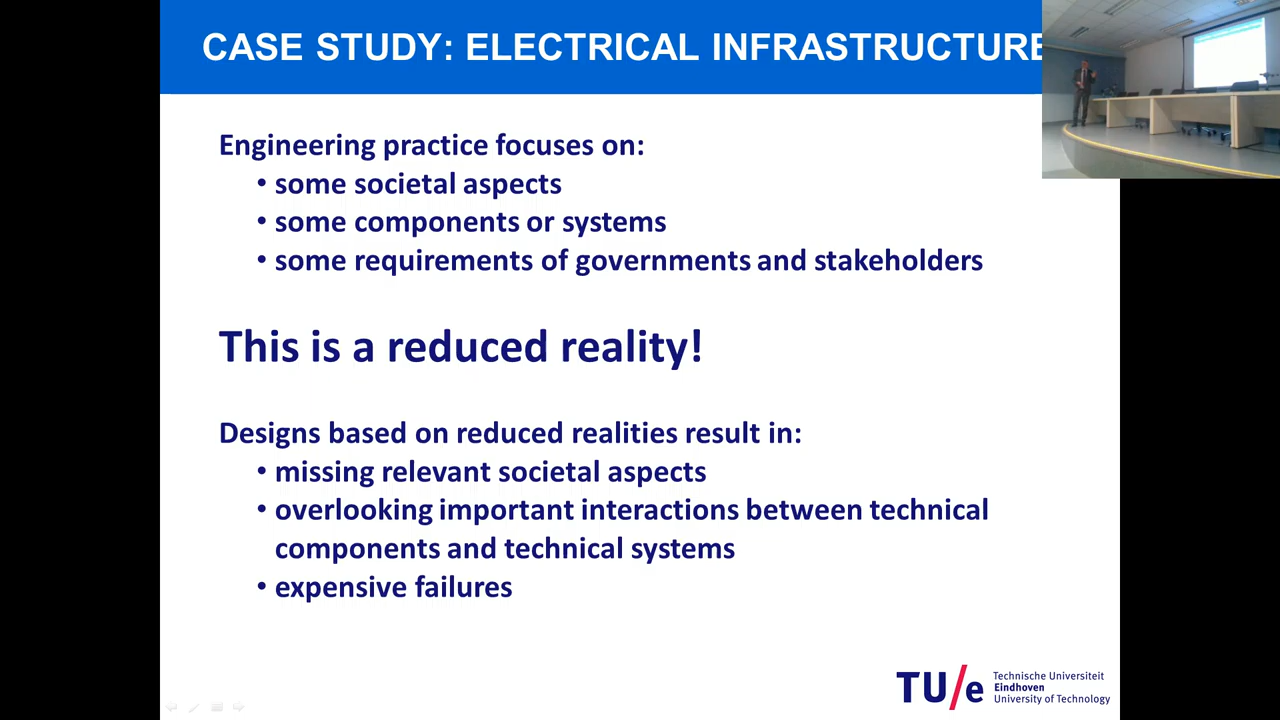 CASE STUDY: ELECTRICAL INFRASTRUCTURE
Engineering practice focuses on:
• some societal aspects
• some components or systems
• some requirements of governments and stakeholders
This is a reduced reality!
Designs based on reduced realities result in:
• missing relevant societal aspects
• overlooking important interactions between technical
components and technical systems
• expensive failures
TU/e
Technische Universiteit
Eindhoven
University of Technology